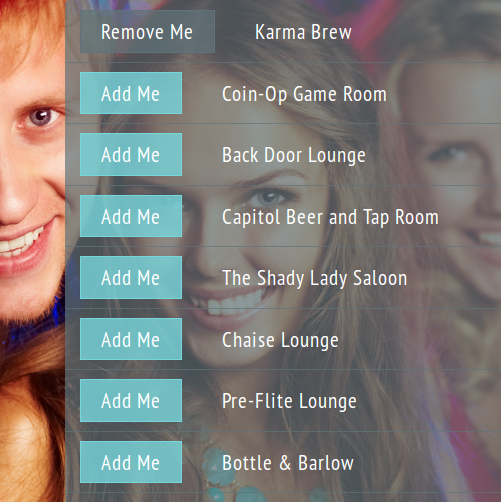 Remove Me Karma Brew
Add Me Coin-Op Game Room
Add Me Back Door Lounge
Add Me Capitol Beer and Tap Room
Add Me The Shady Lady Saloon
Add Me Chaise Lounge
Add Me Pre-Flite Lounge
Add Me Bottle & Barlow